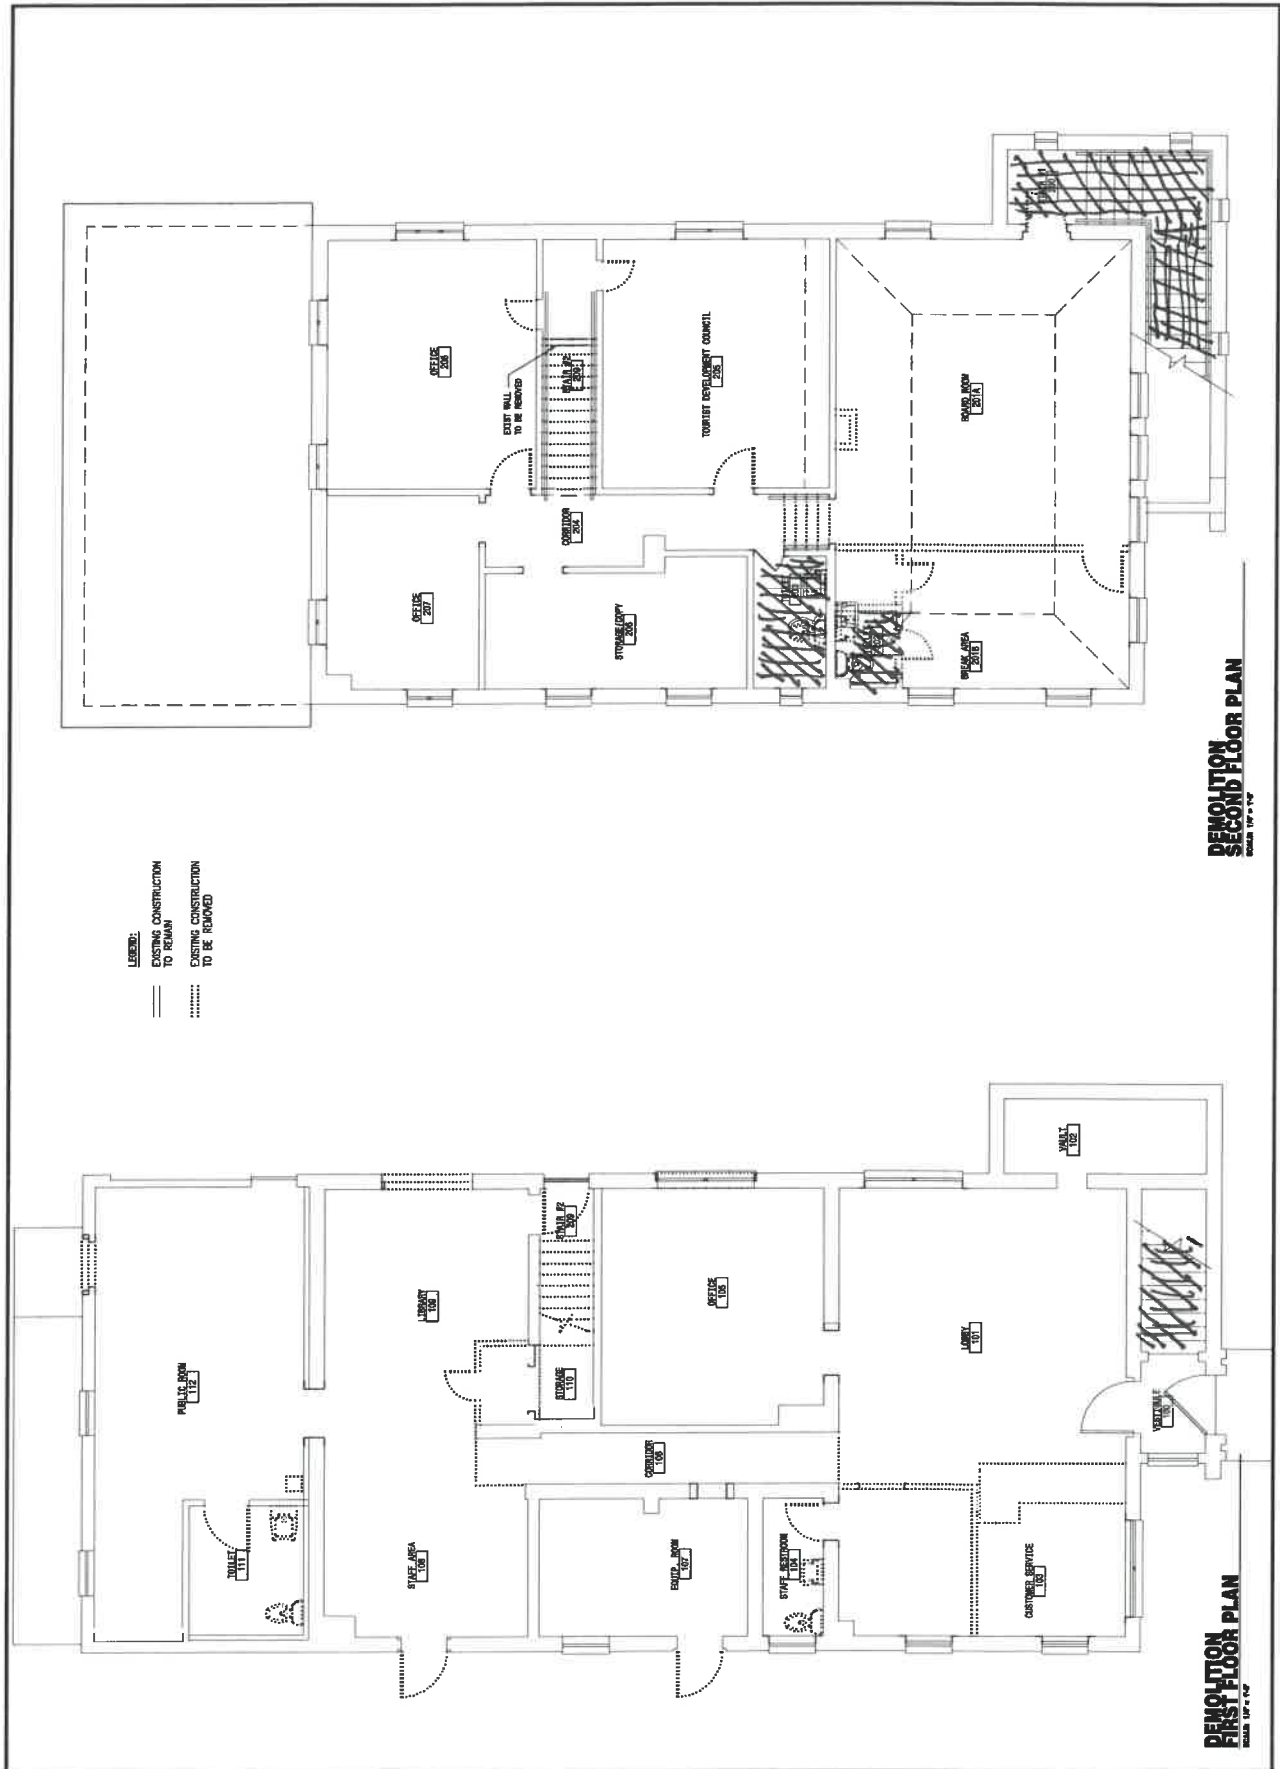 LEGEND:
EXISTING CONSTRUCTION
TO REMAIN
EXISTING CONSTRUCTION
TO BE REMOVED
PUBLIC ROOM
112
TOILET
111
LIBRARY
109
STAFF AREA
108
STAIR #2
209
STORAGE
110
OFFICE
105
CORRIDOR
106
EQUIP. ROOM
107
STAFF RESTROOM
104
LOBBY
101
VAULT
102
VESTIBULE
100
CUSTOMER SERVICE
103
DEMOLITION
FIRST FLOOR PLAN
OFFICE
207
EXIST WALL
TO BE REMOVED
STAIR #2
209
CORRIDOR
204
STORAGE/COPY
TOURIST DEVELOPMENT COUNCIL
205
BOARD ROOM
201A
BREAK AREA
201B
OFFICE
DEMOLITION
SECOND FLOOR PLAN